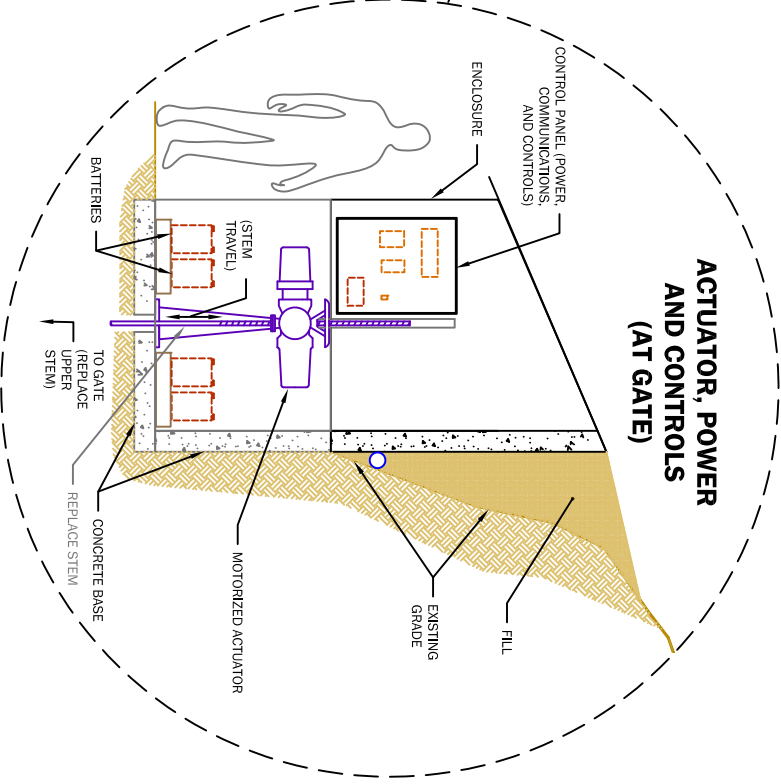 ACTUATOR, POWER
AND CONTROLS
(AT GATE)
CONTROL PANEL (POWER,
COMMUNICATIONS,
AND CONTROLS)
ENCLOSURE
(STEM
TRAVEL)
BATTERIES
TO GATE
(REPLACE
UPPER
STEM)
REPLACE STEM
CONCRETE BASE
MOTORIZED ACTUATOR
EXISTING
GRADE
FILL